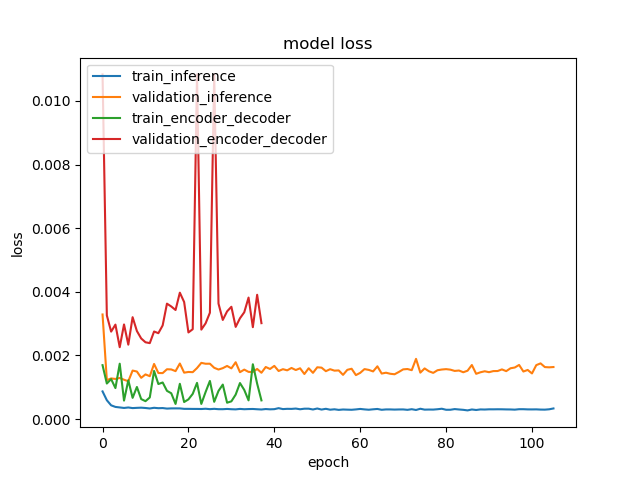 model loss
train_inference
validation_inference
train_encoder_decoder
validation_encoder_decoder
0.010
0.008
0.006
0.004
0.002
0.000
loss
0 20 40 60 80 100
epoch